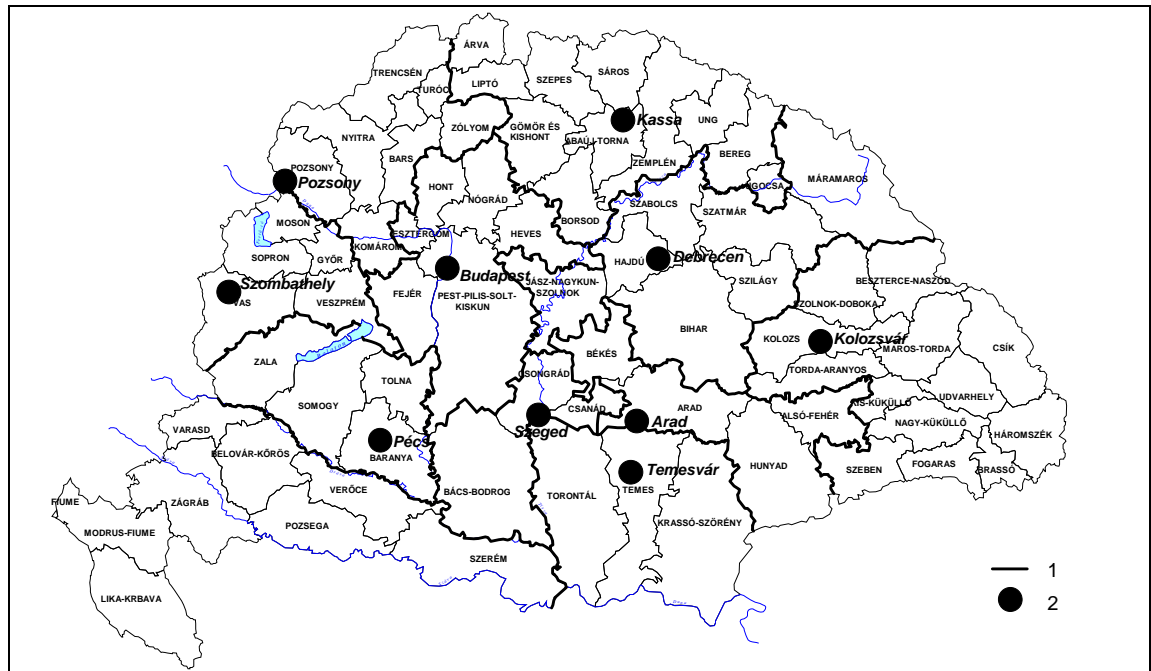 ÁRVA
TRENCSÉN
SZEPES
SÁROS
LIPTÓ
TURÓC
Kassa
UNG
ZÓLYOM
GÖMÖR ÉS
KISHONT
NYITRA
ABAÚJ-TORNA
BARS
BEREG
ZEMPLÉN
POZSONY
Pozsony
MÁRAMAROS
UGOCSA
HONT
NÓGRÁD
SZABOLCS
SZATMÁR
BORSOD
MOSON
ESZTERGOM
HEVES
KOMÁROM
SOPRON
GYŐR
HAJDÚ
Debrecen
Budapest
Szombathely
VAS
VESZPRÉM
FEJÉR
PEST-PILIS-SOLT-
KISKUN
JÁSZ-NAGYKUN-
SZOLNOK
SZILÁGY
BESZTERCE-NASZÓD
SZOLNOK-DOBOKA
BIHAR
KOLOZS
Kolozsvár
MAROS-TORDA
CSÍK
ZALA
BÉKÉS
TORDA-ARANYOS
CSONGRÁD
TOLNA
UDVARHELY
SOMOGY
CSANÁD
ARAD
ALSÓ-FEHÉR
KIS-KÜKÜLLŐ
NAGY-KÜKÜLLŐ
Szeged
Arad
VARASD
Pécs
HÁROMSZÉK
BELOVÁR-KŐRÖS
BARANYA
HUNYAD
SZEBEN
FOGARAS
BRASSÓ
Temesvár
TEMES
VERŐCE
BÁCS-BODROG
TORONTÁL
FIUME
ZÁGRÁB
POZSEGA
KRASSÓ-SZÖRÉNY
MODRUS-FIUME
SZERÉM
1
LIKA-KRBAVA
2